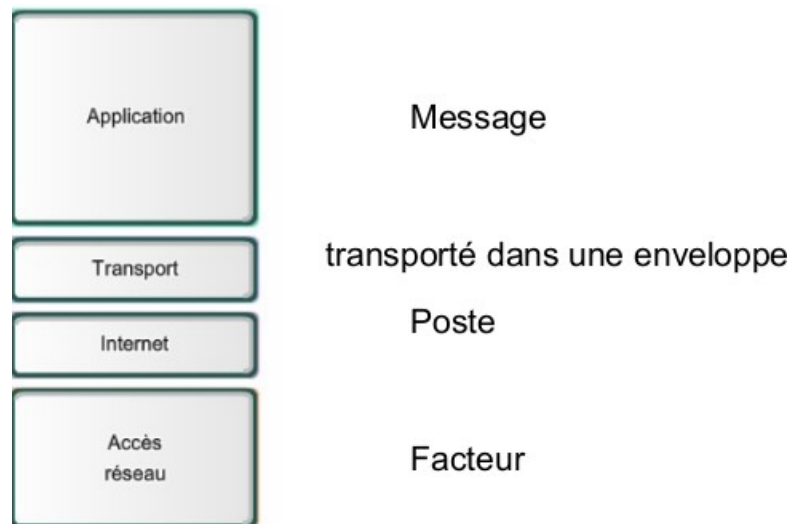 Application
Message
Transport
transporté dans une enveloppe
Internet
Poste
Accès
réseau
Facteur